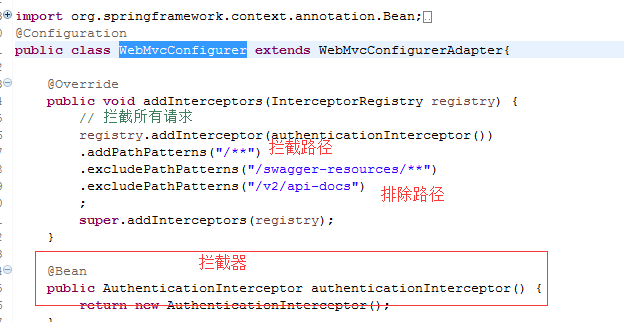 import org.springframework.context.annotation.Bean;
@Configuration
public class WebMvcConfigurer extends WebMvcConfigurerAdapter{
@Override
public void addInterceptors(InterceptorRegistry registry) {
// 拦截所有请求
registry.addInterceptor(authenticationInterceptor())
.addPathPatterns("/**") 拦截路径
.excludePathPatterns("/swagger-resources/**")
.excludePathPatterns("/v2/api-docs") 排除路径
;
super.addInterceptors(registry);
}
拦截器
@Bean
public AuthenticationInterceptor authenticationInterceptor() {
return new AuthenticationInterceptor();